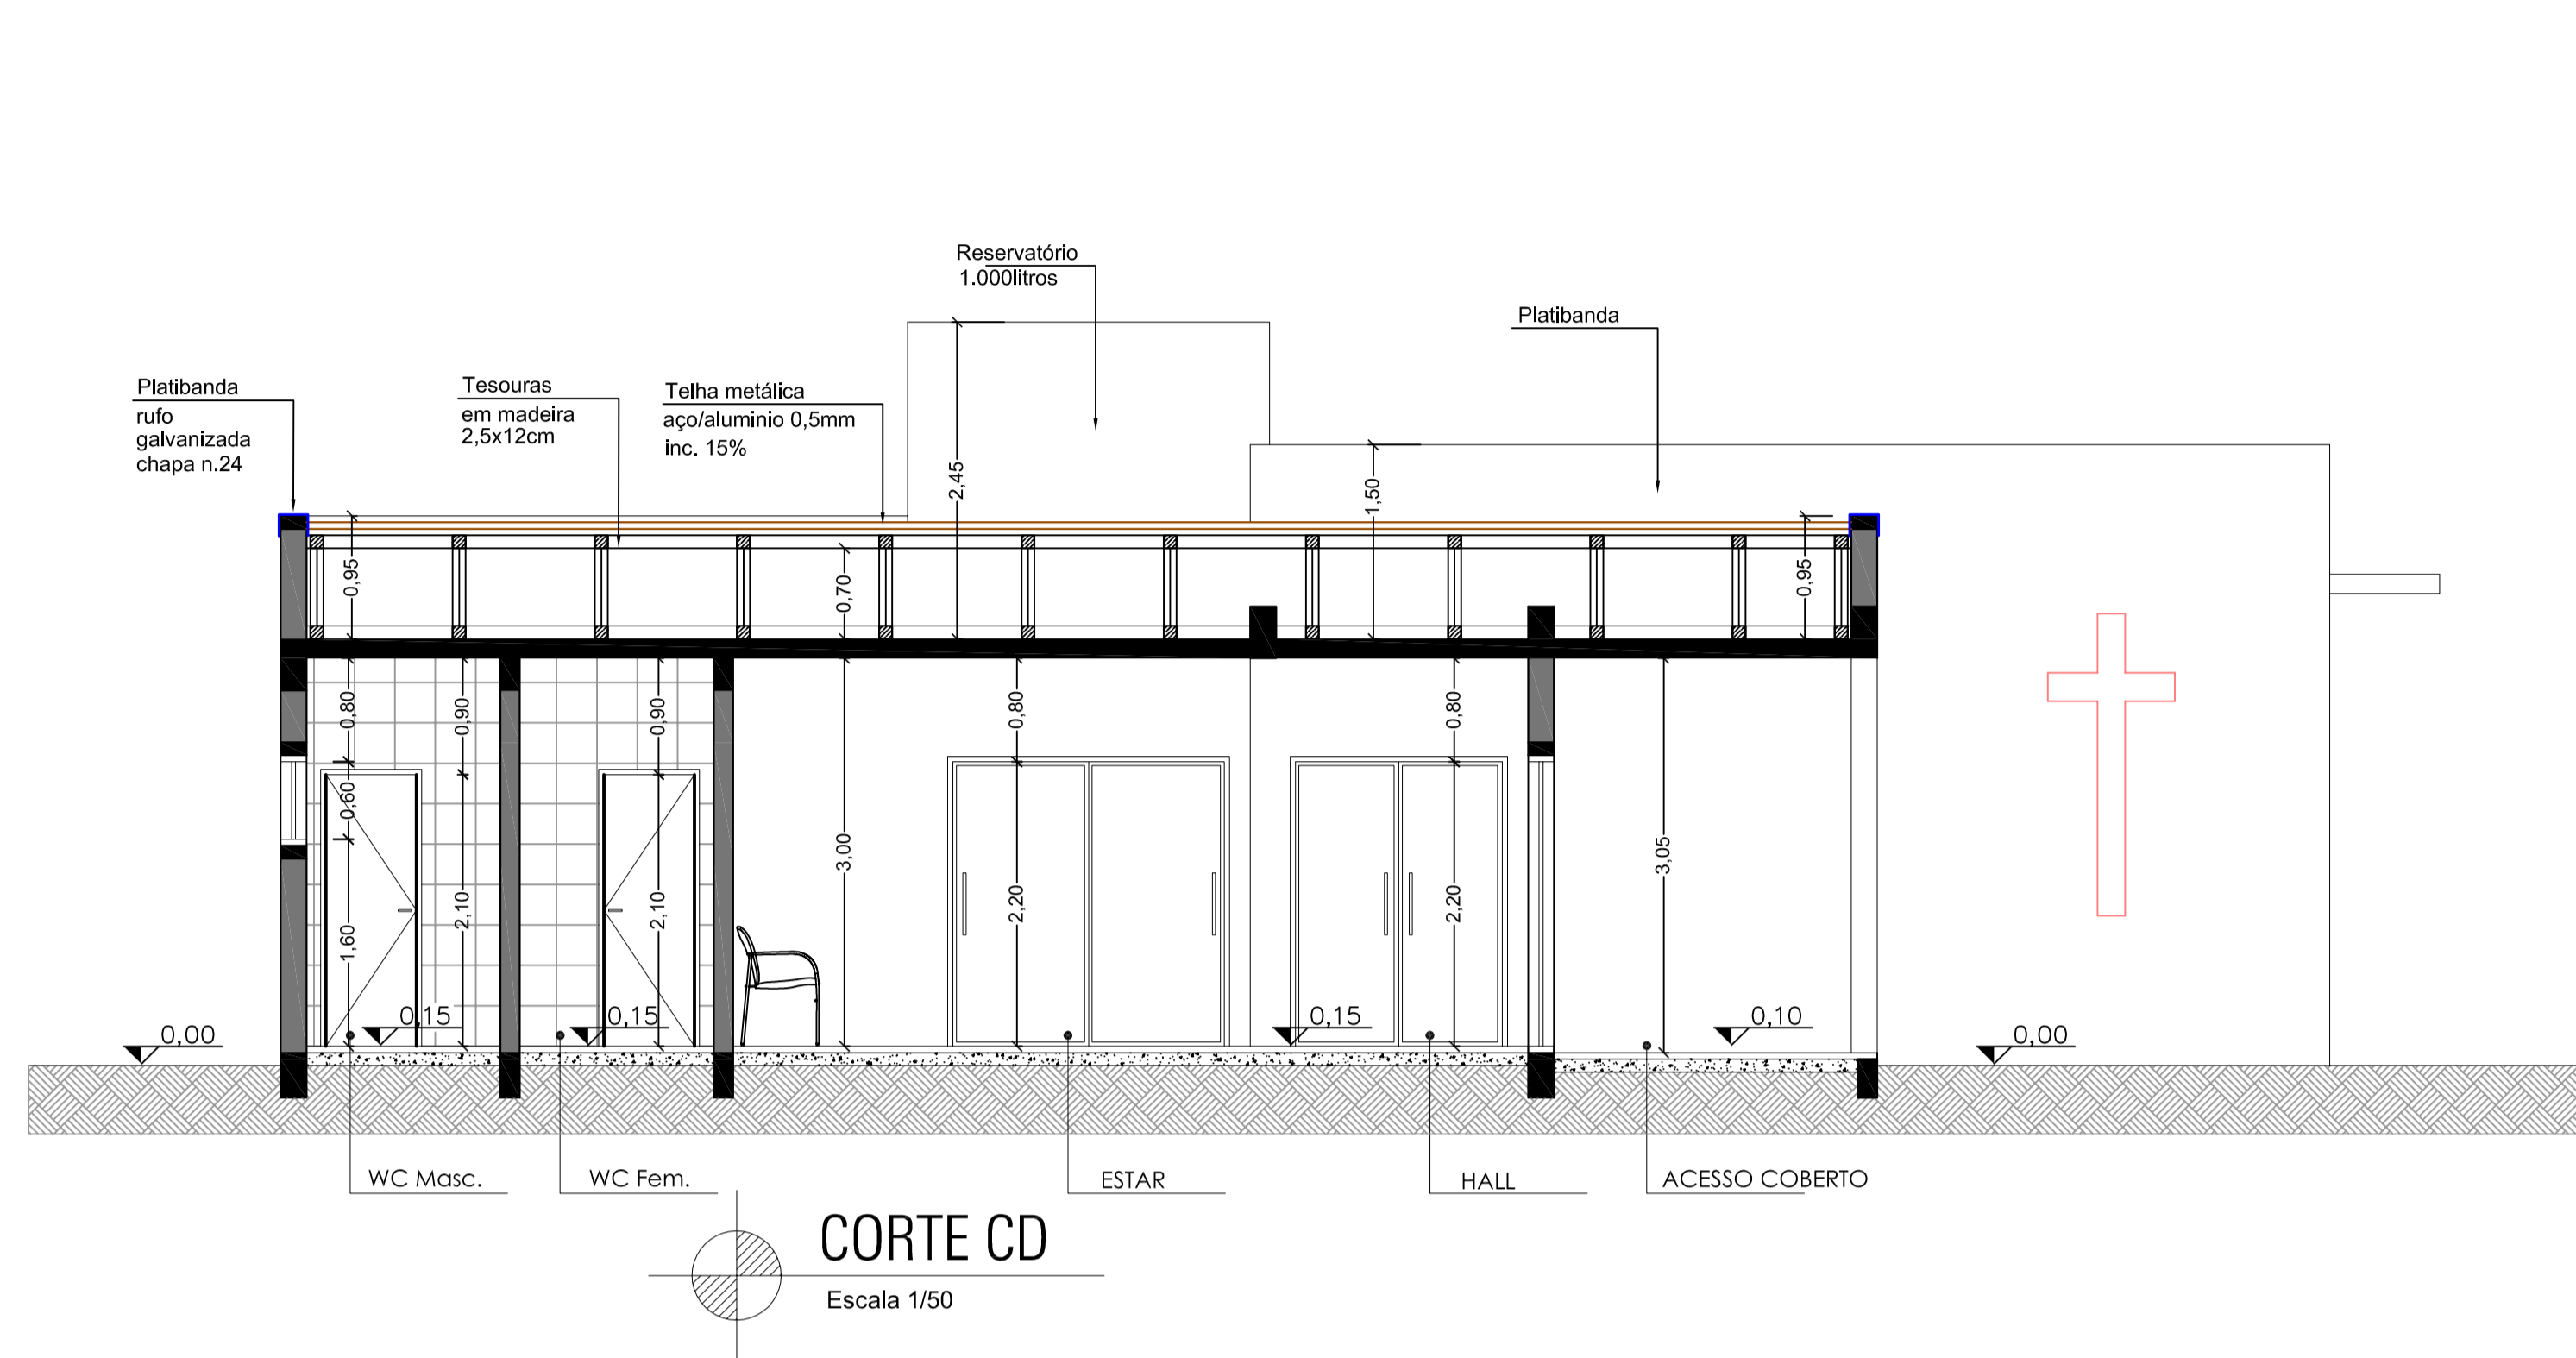 Reservatório
1.000litros
Platibanda
Platibanda
rufo
galvanizada
chapa n.24
Tesouras
em madeira
2,5x12cm
Telha metálica
aço/aluminio 0,5mm
inc. 15%
2,45
1,50
0,95
0,70
0,95
0,80
0,90
0,90
0,80
0,80
0,60
3,00
3,05
1,60
2,10
2,10
2,20
2,20
0,15
0,15
0,15
0,10
0,00
0,00
WC Masc.
WC Fem.
ESTAR
HALL
ACESSO COBERTO
CORTE CD
Escala 1/50